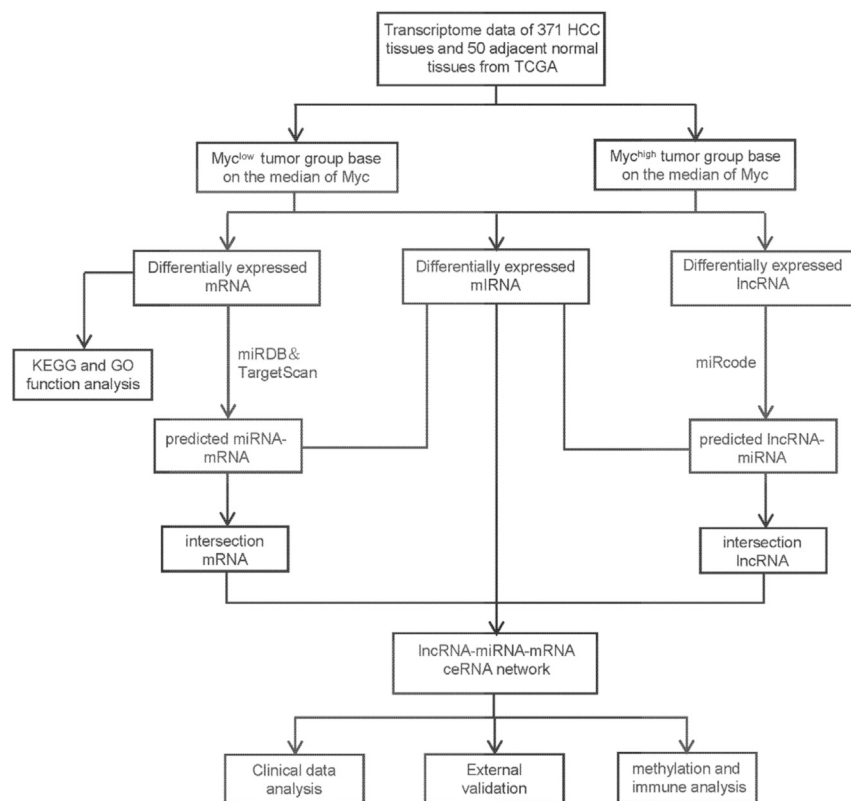 Transcriptome data of 371 HCC
tissues and 50 adjacent normal
tissues from TCGA
Myclow tumor group base
on the median of Myc
Mychigh tumor group base
on the median of Myc
Differentially expressed
mRNA
Differentially expressed
mIRNA
Differentially expressed
lncRNA
KEGG and GO
function analysis
miRDB&
TargetScan
miRcode
predicted miRNA-
mRNA
predicted lncRNA-
miRNA
intersection
mRNA
intersection
lncRNA
lncRNA-miRNA-mRNA
ceRNA network
Clinical data
analysis
External
validation
methylation and
immune analysis